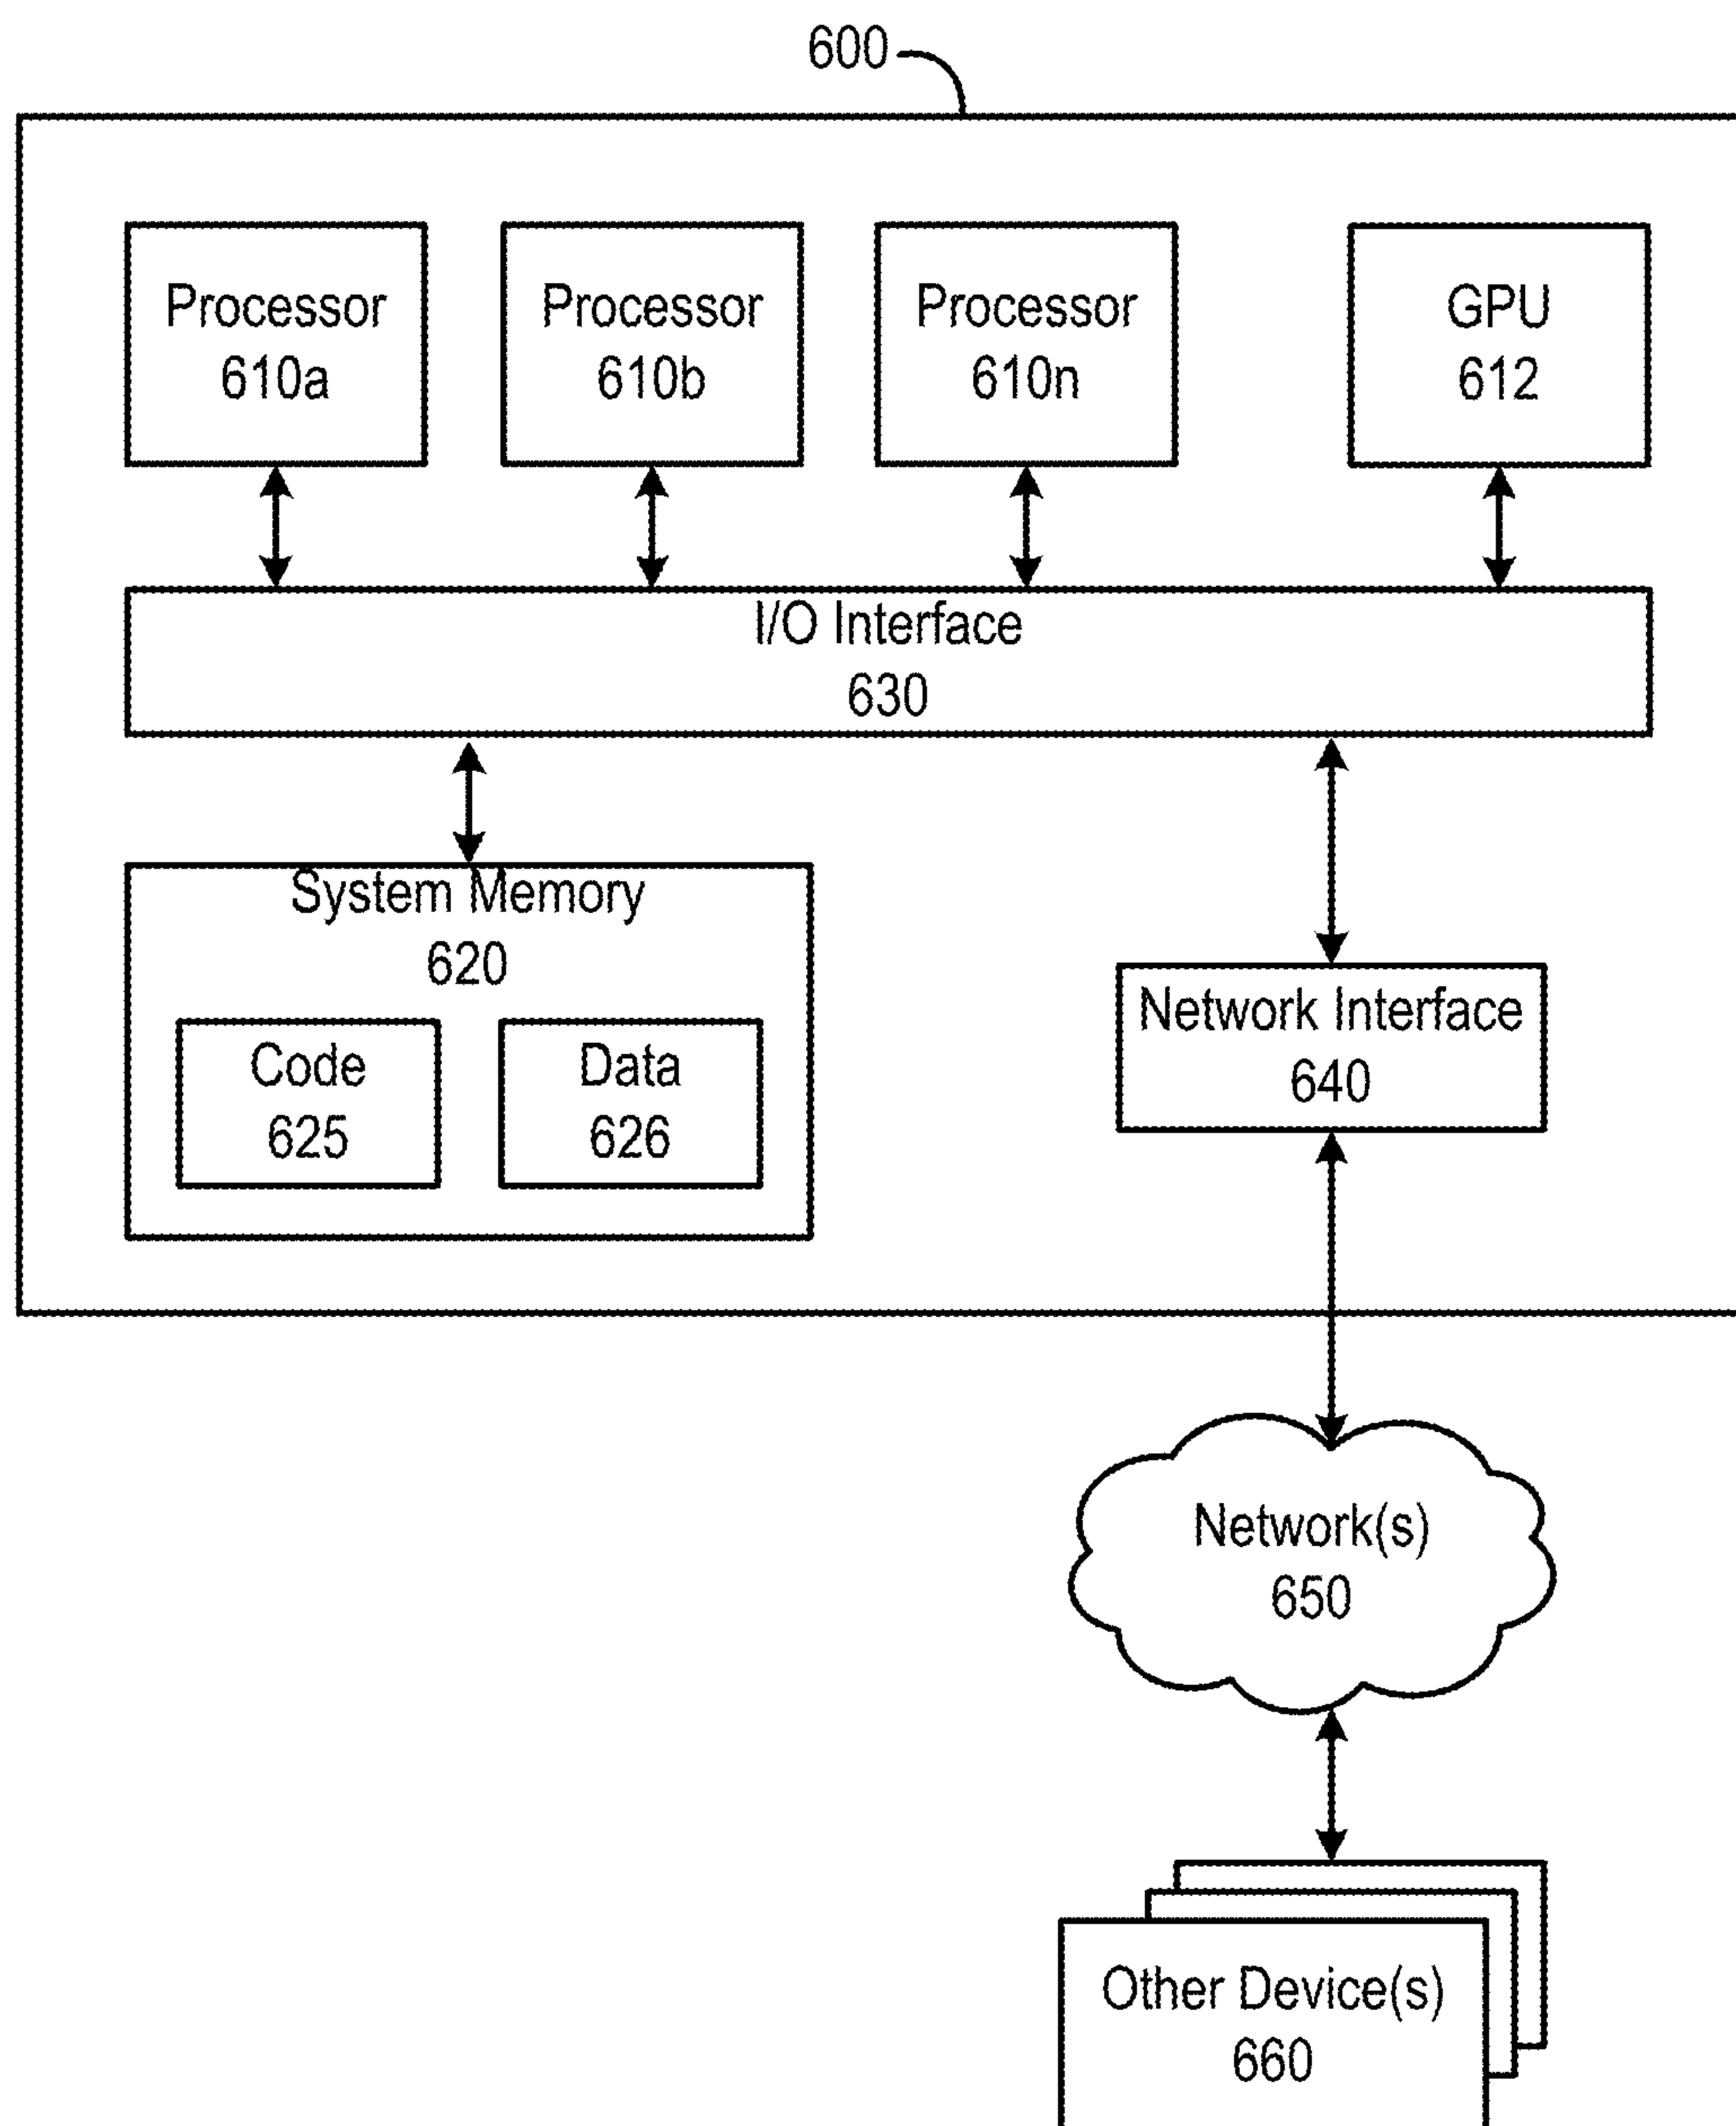 600
Processor
610a
Processor
610b
Processor
610n
GPU
612
I/O Interface
630
System Memory
620
Code
625
Data
626
Network Interface
640
Network(s)
650
Other Device(s)
660